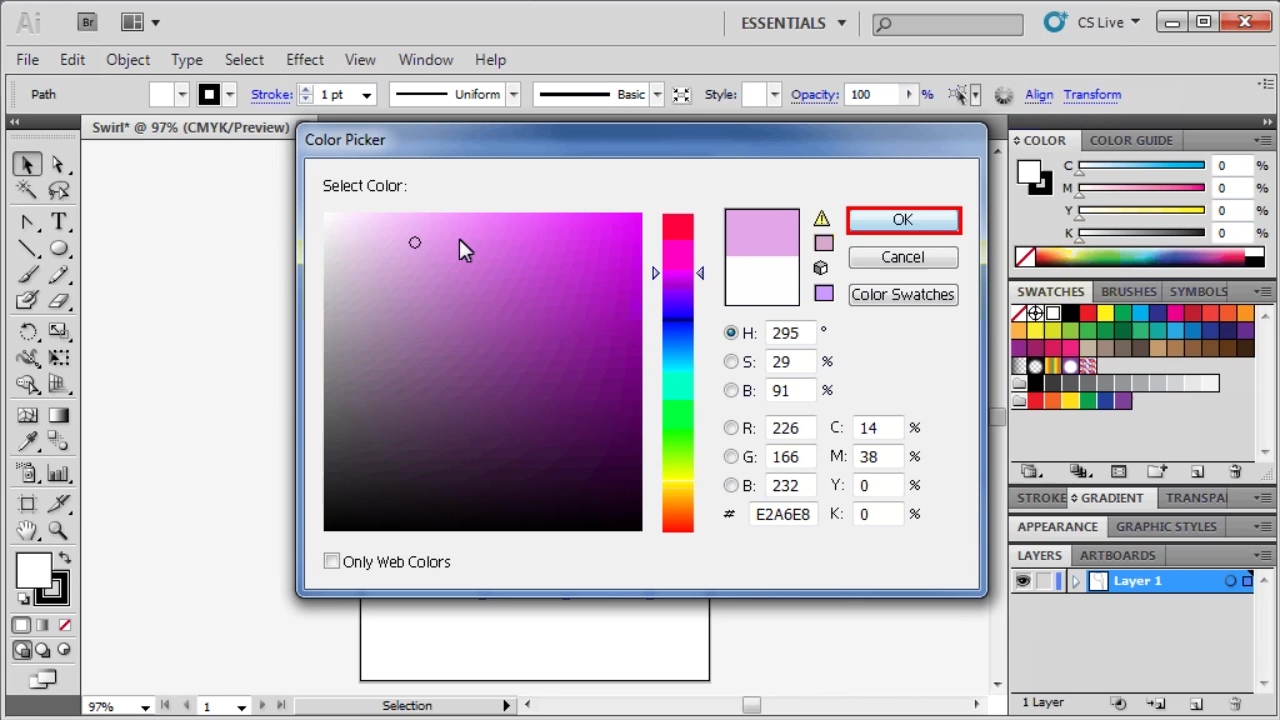 Ai Br ESSENTIALS CS Live
File Edit Object Type Select Effect View Window Help
Path Stroke: 1 pt Uniform Basic Style: Opacity: 100 % Align Transform
Swirl* @ 97% (CMYK/Preview)
Color Picker
Select Color:
OK
Cancel
Color Swatches
H: 295 °
S: 29 %
B: 91 %
R: 226 C: 14 %
G: 166 M: 38 %
B: 232 Y: 0 %
# E2A6E8 K: 0 %
Only Web Colors
COLOR COLOR GUIDE
C 0 %
M 0 %
Y 0 %
K 0 %
SWATCHES BRUSHES SYMBOLS
STROKE GRADIENT TRANSPA
APPEARANCE GRAPHIC STYLES
LAYERS ARTBOARDS
Layer 1
1 Layer
97% 1 Selection